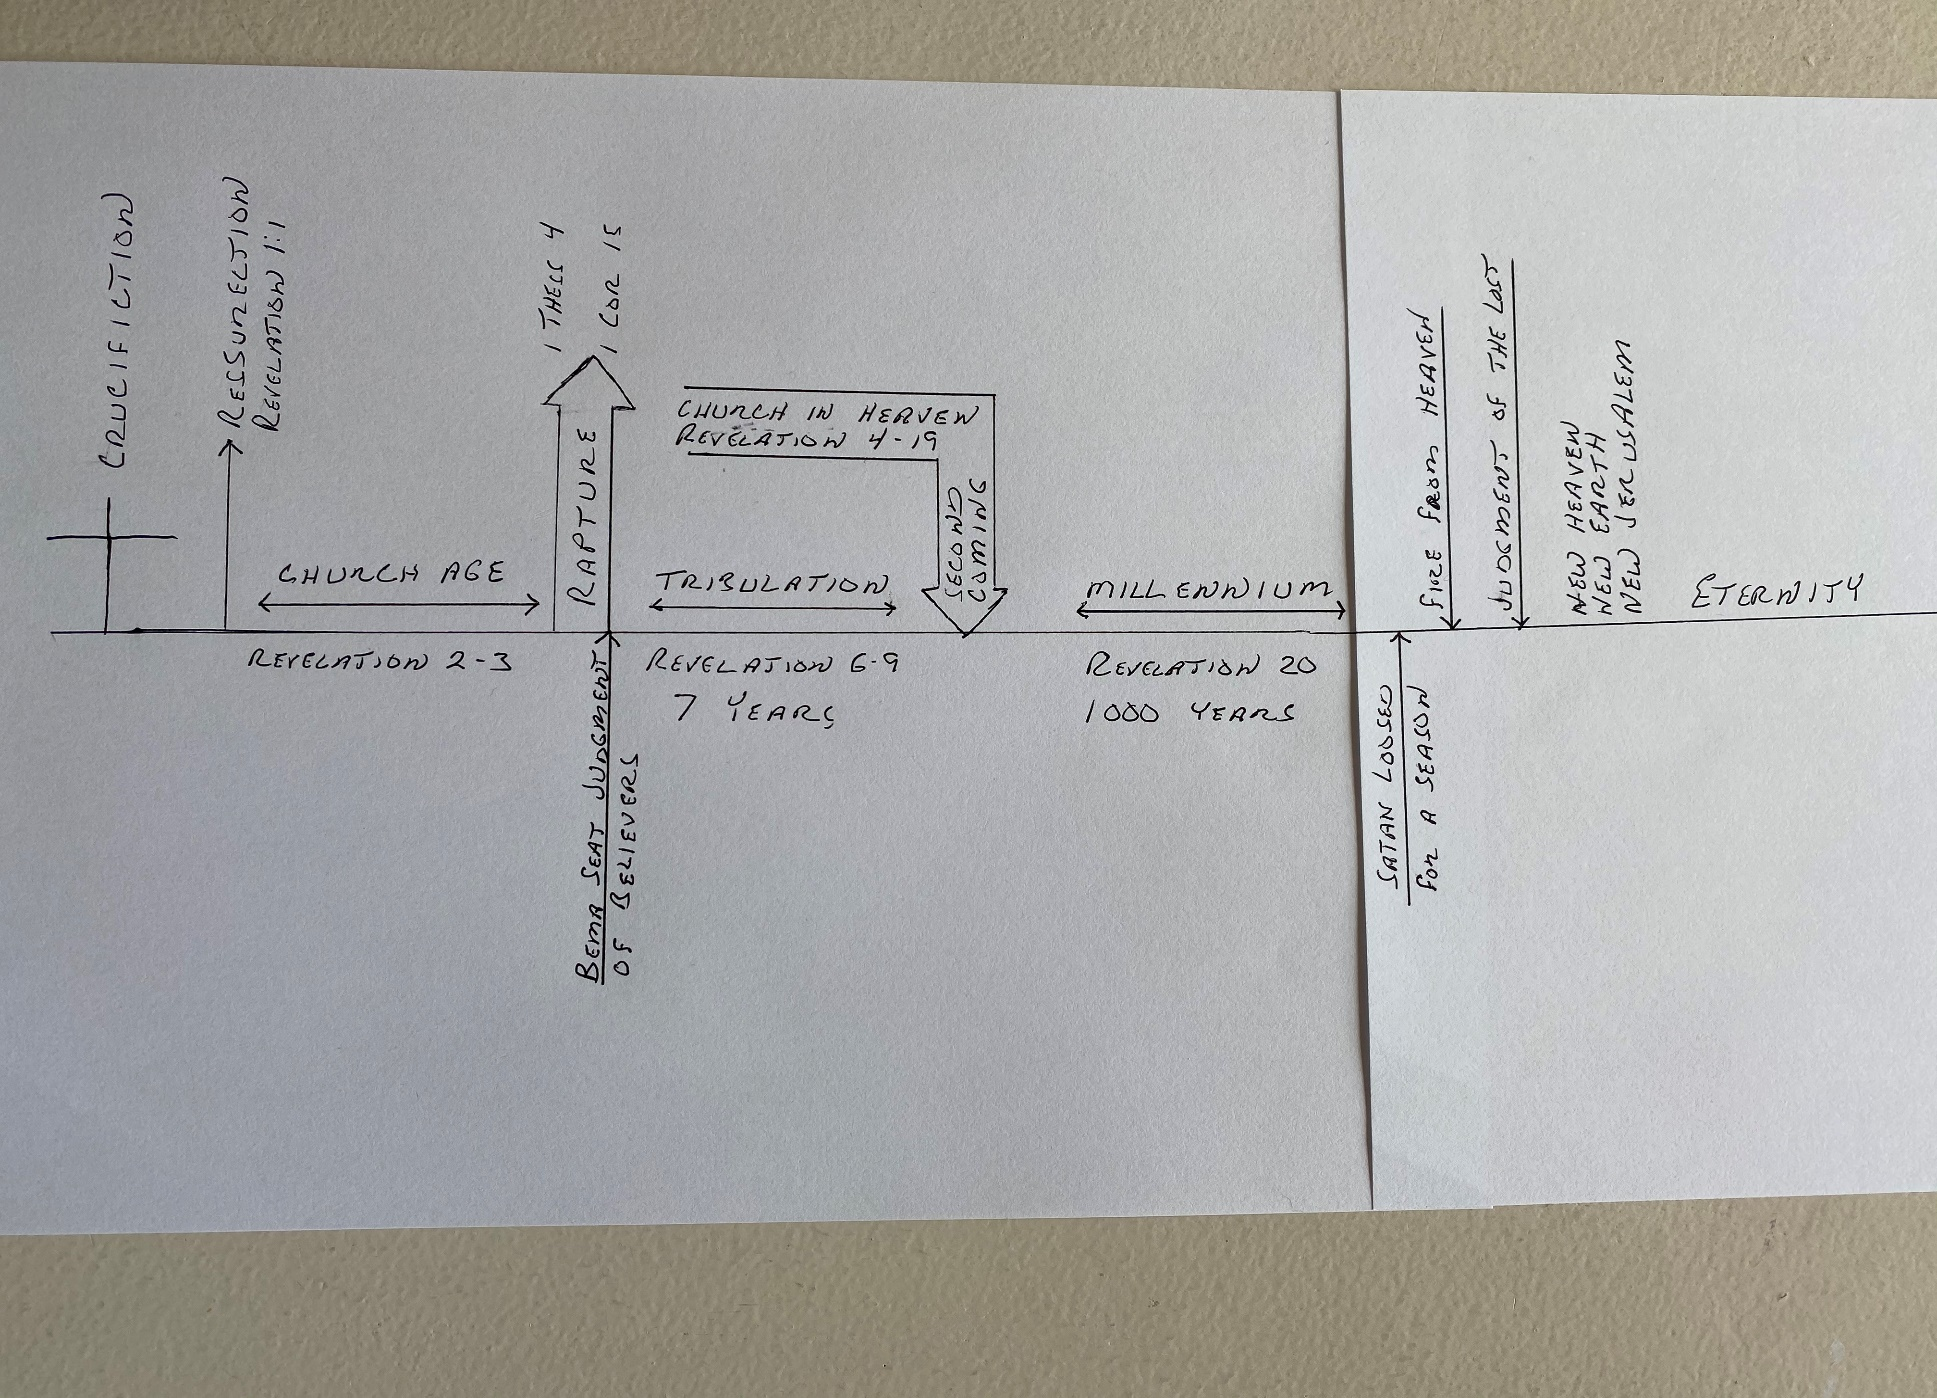 CRUCIFICTION
RESSURECTION
REVELATION 1:1
CHURCH AGE
REVELATION 2-3
1 THESS 4
1 COR 15
RAPTURE
BEMA SEAT JUDGMENT
OF BELIEVERS
CHURCH IN HEAVEN
REVELATION 4-19
TRIBULATION
REVELATION 6-9
7 YEARS
SECOND
COMING
MILLENNIUM
REVELATION 20
1000 YEARS
SATAN LOOSED
FOR A SEASON
FIRE FROM HEAVEN
JUDGMENT OF THE LOST
NEW HEAVEN
NEW EARTH
NEW JERUSALEM
ETERNITY